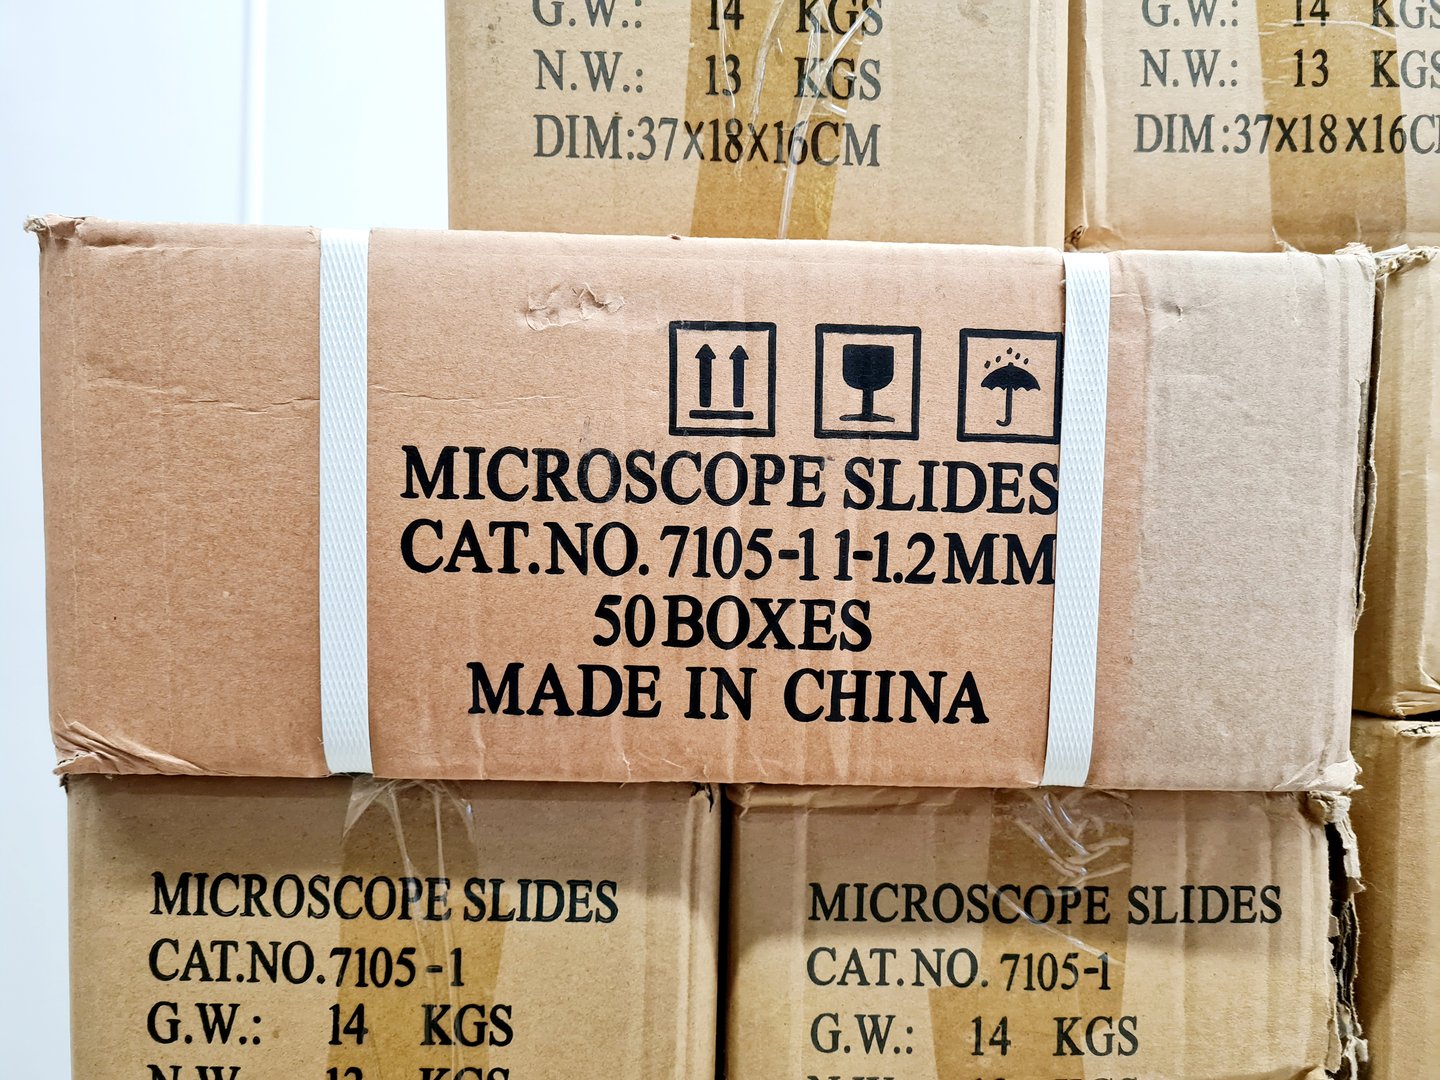 G.W.: 14 KGS
N.W.: 13 KGS
DIM:37X18X16CM
G.W.: 14 KGS
N.W.: 13 KGS
DIM:37X18X16C
MICROSCOPE SLIDES
CAT.NO. 7105-1 1-1.2MM
50 BOXES
MADE IN CHINA
MICROSCOPE SLIDES
CAT.NO. 7105-1
G.W.: 14 KGS
N.W.: 13 KGS
MICROSCOPE SLIDES
CAT.NO. 7105-1
G.W.: 14 KGS